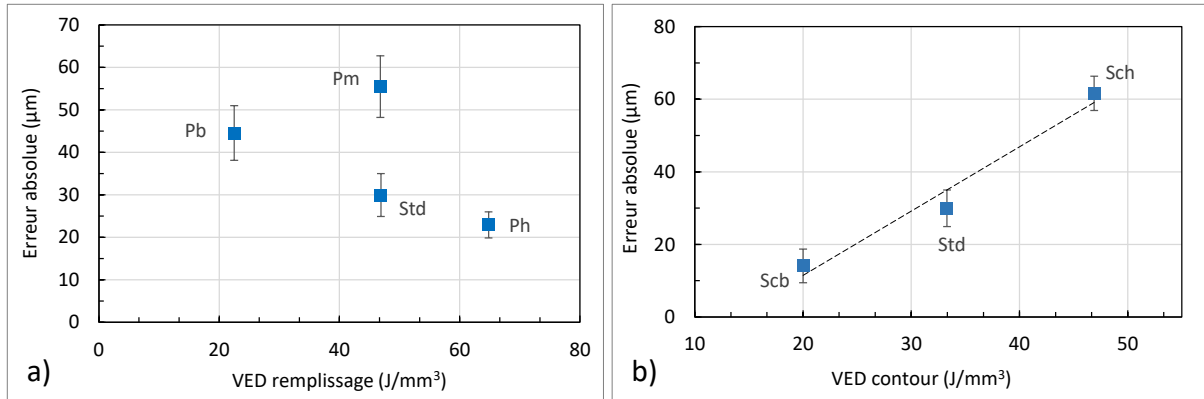 Erreur absolue (µm)
70
60
50
40
30
20
10
0
Pm
Pb
Std
Ph
0 20 40 60 80
a) VED remplissage (J/mm³)
Erreur absolue (µm)
80
60
40
20
0
Sch
Std
Scb
10 20 30 40 50
b) VED contour (J/mm³)